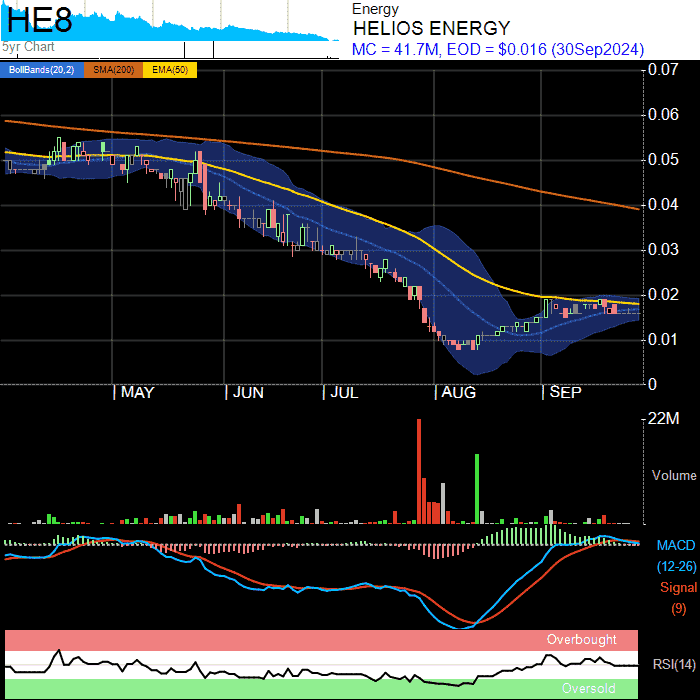 HE8
5yr Chart
Energy
HELIOS ENERGY
MC = 41.7M, EOD = $0.016 (30Sep2024)
BollBands(20,2) SMA(200) EMA(50)
0.07
0.06
0.05
0.04
0.03
0.02
0.01
0
MAY JUN JUL AUG SEP
22M
Volume
MACD
(12-26)
Signal
(9)
Overbought
RSI(14)
Oversold